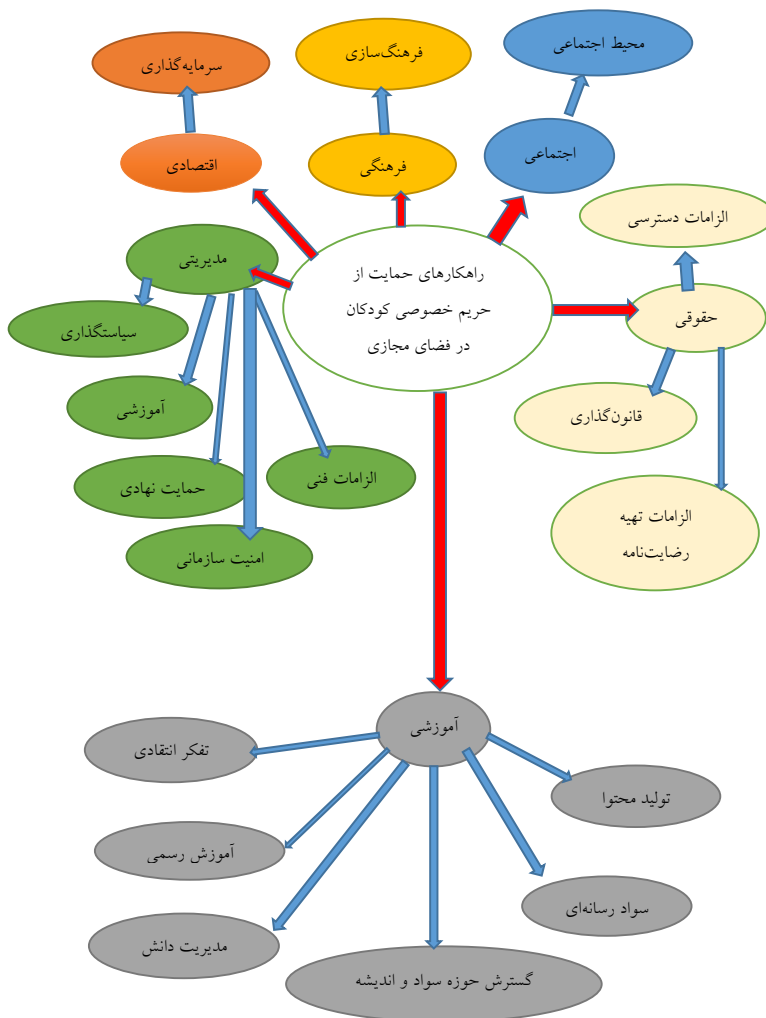 محیط اجتماعی
فرهنگ‌سازی
سرمایه‌گذاری
اجتماعی
فرهنگی
اقتصادی
الزامات دسترسی
مدیریتی
راهکارهای حمایت از
حریم خصوصی کودکان
در فضای مجازی
حقوقی
سیاستگذاری
آموزشی
قانون‌گذاری
حمایت نهادی
الزامات فنی
الزامات تهیه
رضایت‌نامه
امنیت سازمانی
آموزشی
تفکر انتقادی
تولید محتوا
آموزش رسمی
سواد رسانه‌ای
مدیریت دانش
گسترش حوزه سواد و اندیشه